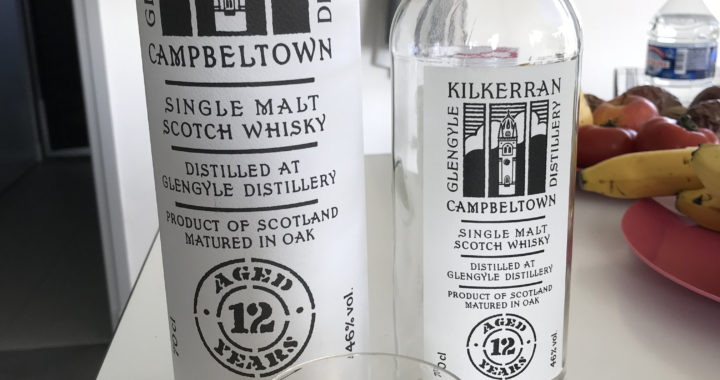 CAMPBELTOWN
SINGLE MALT
SCOTCH WHISKY
DISTILLED AT
GLENGYLE DISTILLERY
PRODUCT OF SCOTLAND
MATURED IN OAK
AGED
12
YEARS
70cl
46% vol.
KILKERRAN
GLENGYLE
DISTILLERY
CAMPBELTOWN
SINGLE MALT
SCOTCH WHISKY
DISTILLED AT
GLENGYLE DISTILLERY
PRODUCT OF SCOTLAND
MATURED IN OAK
AGED
12
YEARS
46% vol.